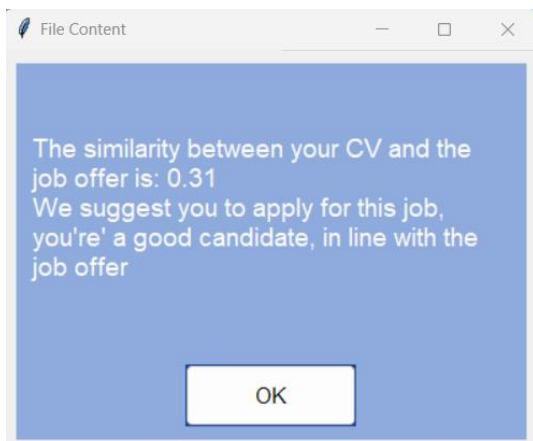 File Content
The similarity between your CV and the
job offer is: 0.31
We suggest you to apply for this job,
you're' a good candidate, in line with the
job offer
OK